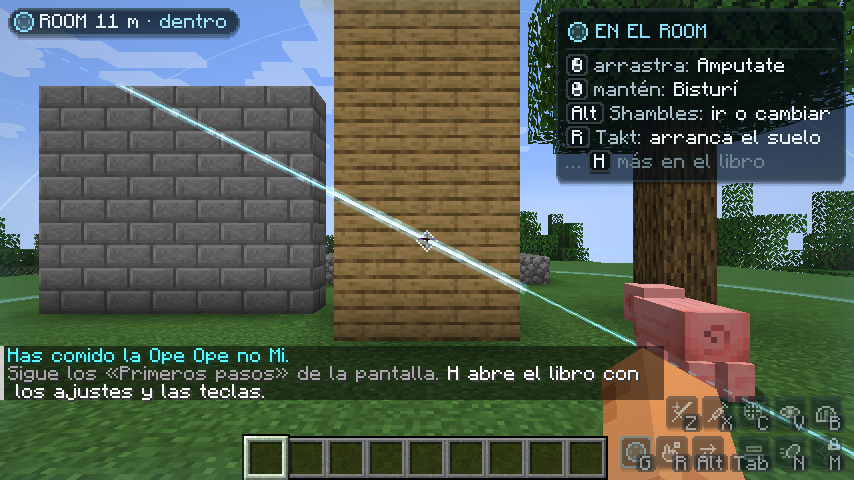 ROOM 11 m · dentro
EN EL ROOM
arrastra: Amputate
mantén: Bisturí
Alt Shambles: ir o cambiar
R Takt: arranca el suelo
... H más en el libro
Has comido la Ope Ope no Mi.
Sigue los «Primeros pasos» de la pantalla. H abre el libro con
los ajustes y las teclas.
Z X C V B
G R Alt Tab N M